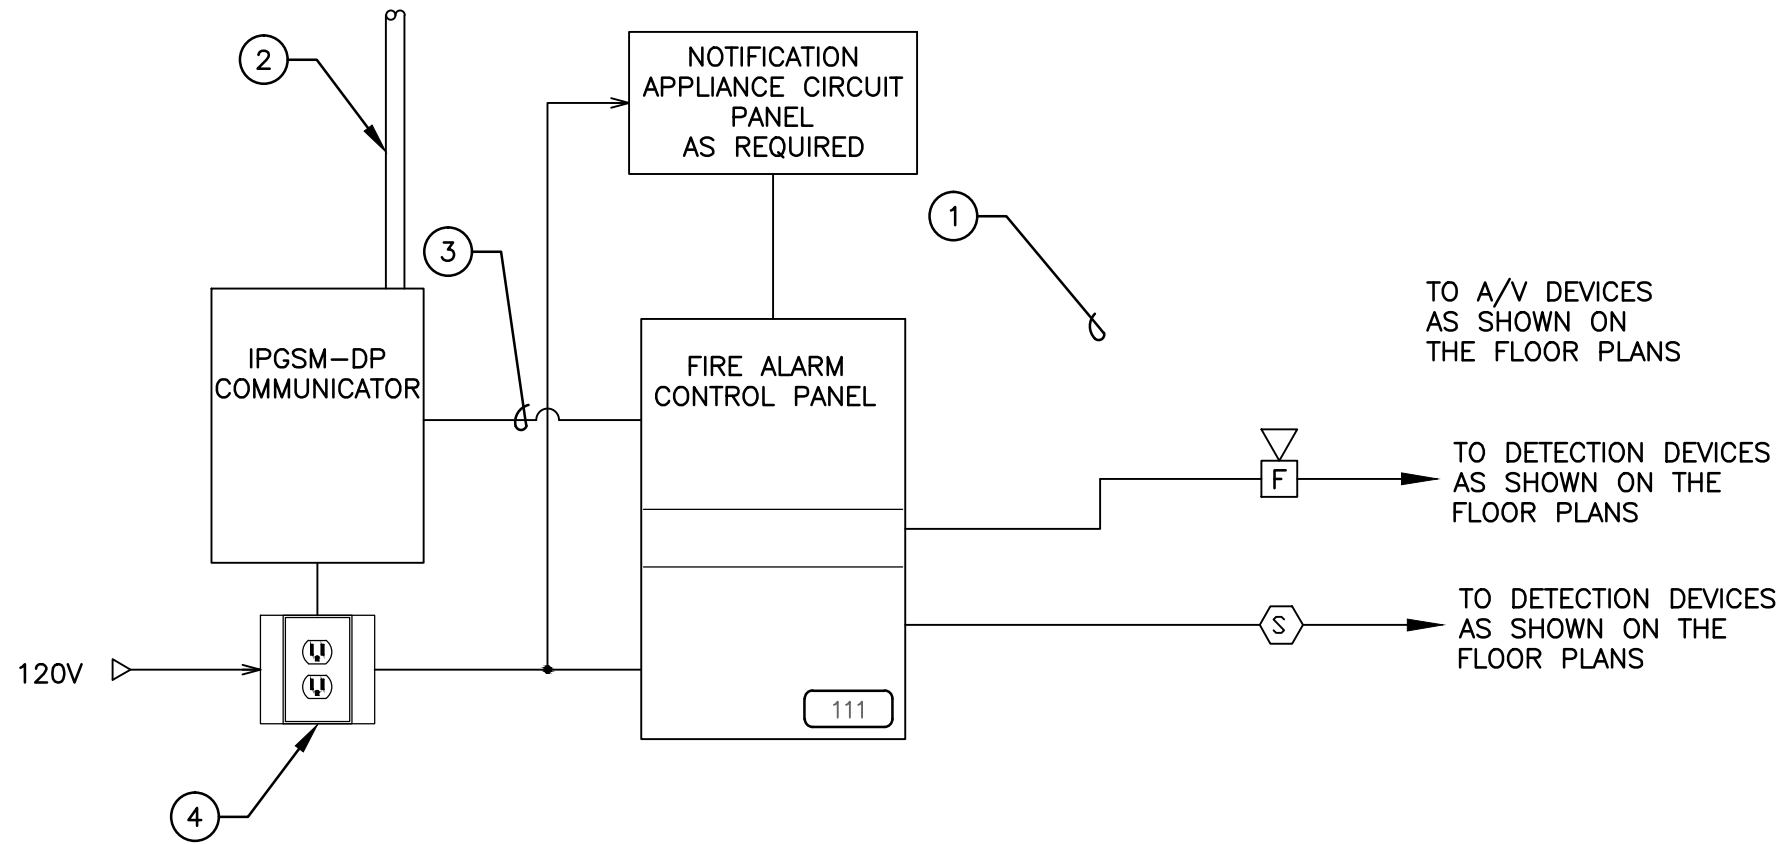 2
NOTIFICATION
APPLIANCE CIRCUIT
PANEL
AS REQUIRED
1
3
TO A/V DEVICES
AS SHOWN ON
THE FLOOR PLANS
IPGSM-DP
COMMUNICATOR
FIRE ALARM
CONTROL PANEL
F
TO DETECTION DEVICES
AS SHOWN ON THE
FLOOR PLANS
S
TO DETECTION DEVICES
AS SHOWN ON THE
FLOOR PLANS
120V
111
4